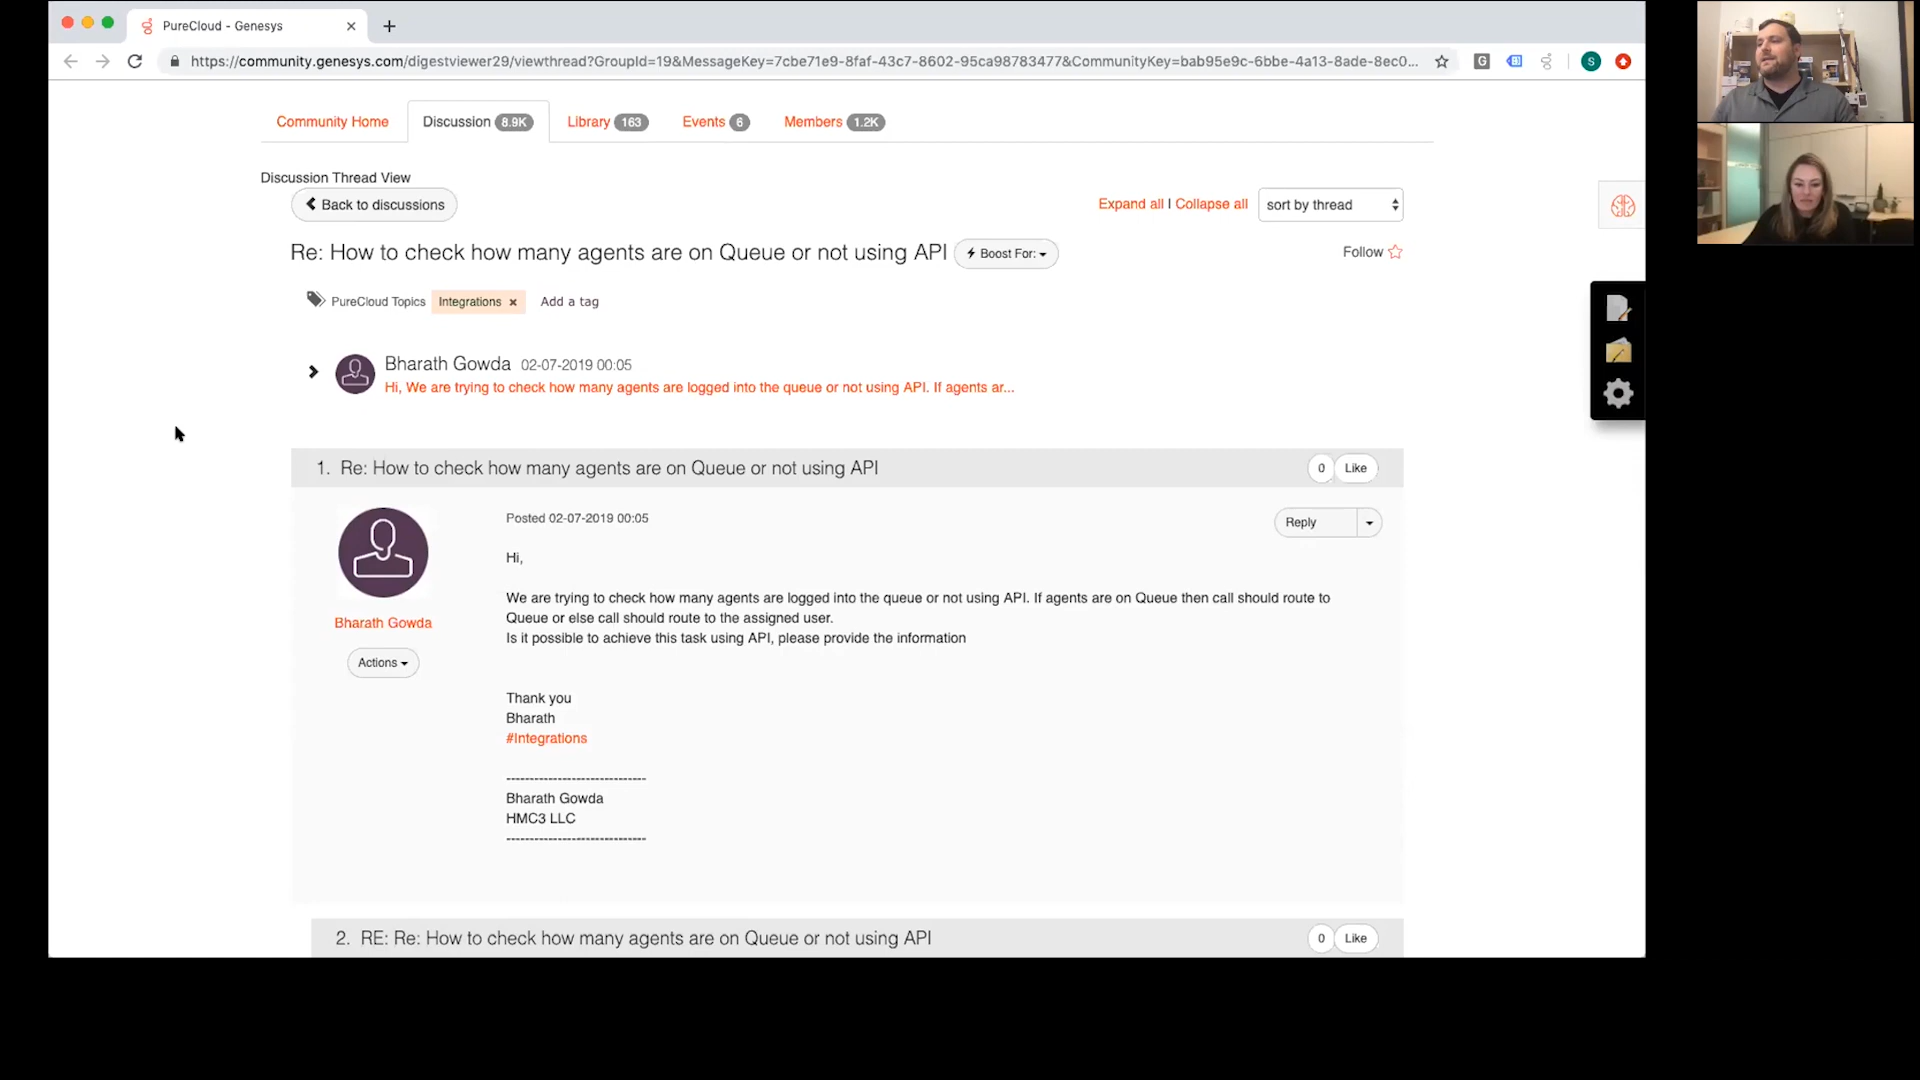 PureCloud - Genesys
https://community.genesys.com/digestviewer29/viewthread?GroupId=19&MessageKey=7cbe71e9-8faf-43c7-8602-95ca98783477&CommunityKey=bab95e9c-6bbe-4a13-8ade-8ec0...
S
Community Home Discussion 8.9K Library 163 Events 6 Members 1.2K
Discussion Thread View
Back to discussions Expand all | Collapse all sort by thread
Re: How to check how many agents are on Queue or not using API Boost For: Follow
PureCloud Topics Integrations × Add a tag
Bharath Gowda 02-07-2019 00:05
Hi, We are trying to check how many agents are logged into the queue or not using API. If agents ar...
1. Re: How to check how many agents are on Queue or not using API 0 Like
Posted 02-07-2019 00:05 Reply
Hi,
We are trying to check how many agents are logged into the queue or not using API. If agents are on Queue then call should route to
Queue or else call should route to the assigned user.
Bharath Gowda
Is it possible to achieve this task using API, please provide the information
Actions
Thank you
Bharath
#Integrations
------------------------------
Bharath Gowda
HMC3 LLC
------------------------------
2. RE: Re: How to check how many agents are on Queue or not using API 0 Like